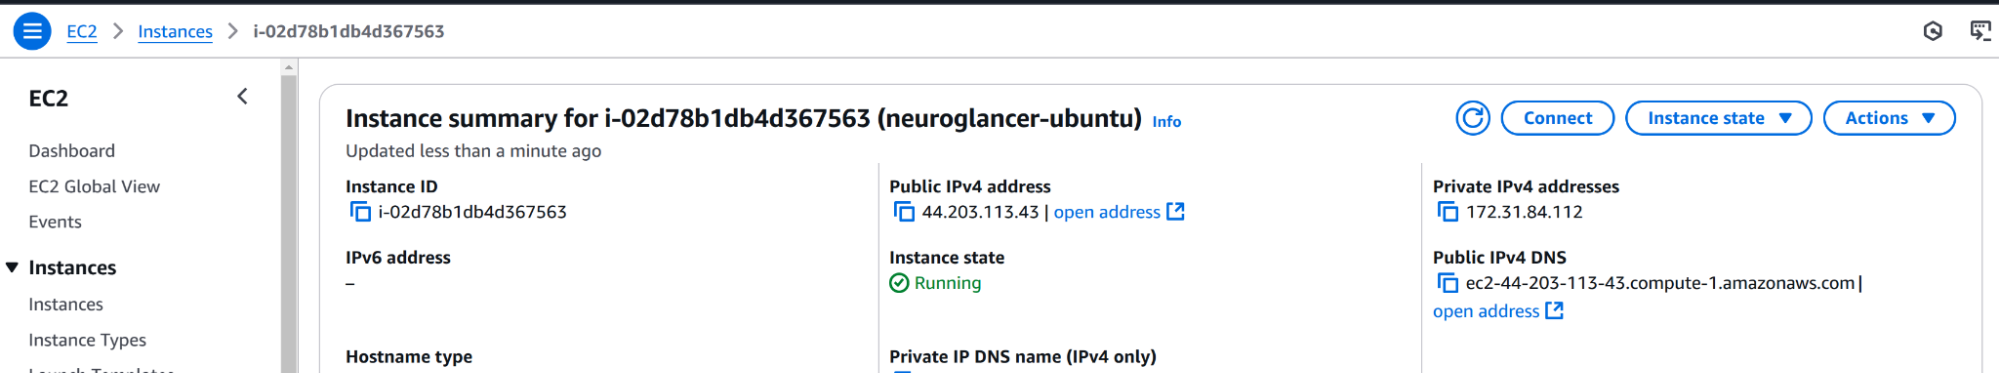 EC2 > Instances > i-02d78b1db4d367563
EC2
Dashboard
EC2 Global View
Events
Instances
Instances
Instance Types
Launch Templates
Instance summary for i-02d78b1db4d367563 (neuroglancer-ubuntu) Info
Connect
Instance state
Actions
Updated less than a minute ago
Instance ID
i-02d78b1db4d367563
Public IPv4 address
44.203.113.43 | open address
Private IPv4 addresses
172.31.84.112
IPv6 address
–
Instance state
Running
Public IPv4 DNS
ec2-44-203-113-43.compute-1.amazonaws.com |
open address
Hostname type
Private IP DNS name (IPv4 only)